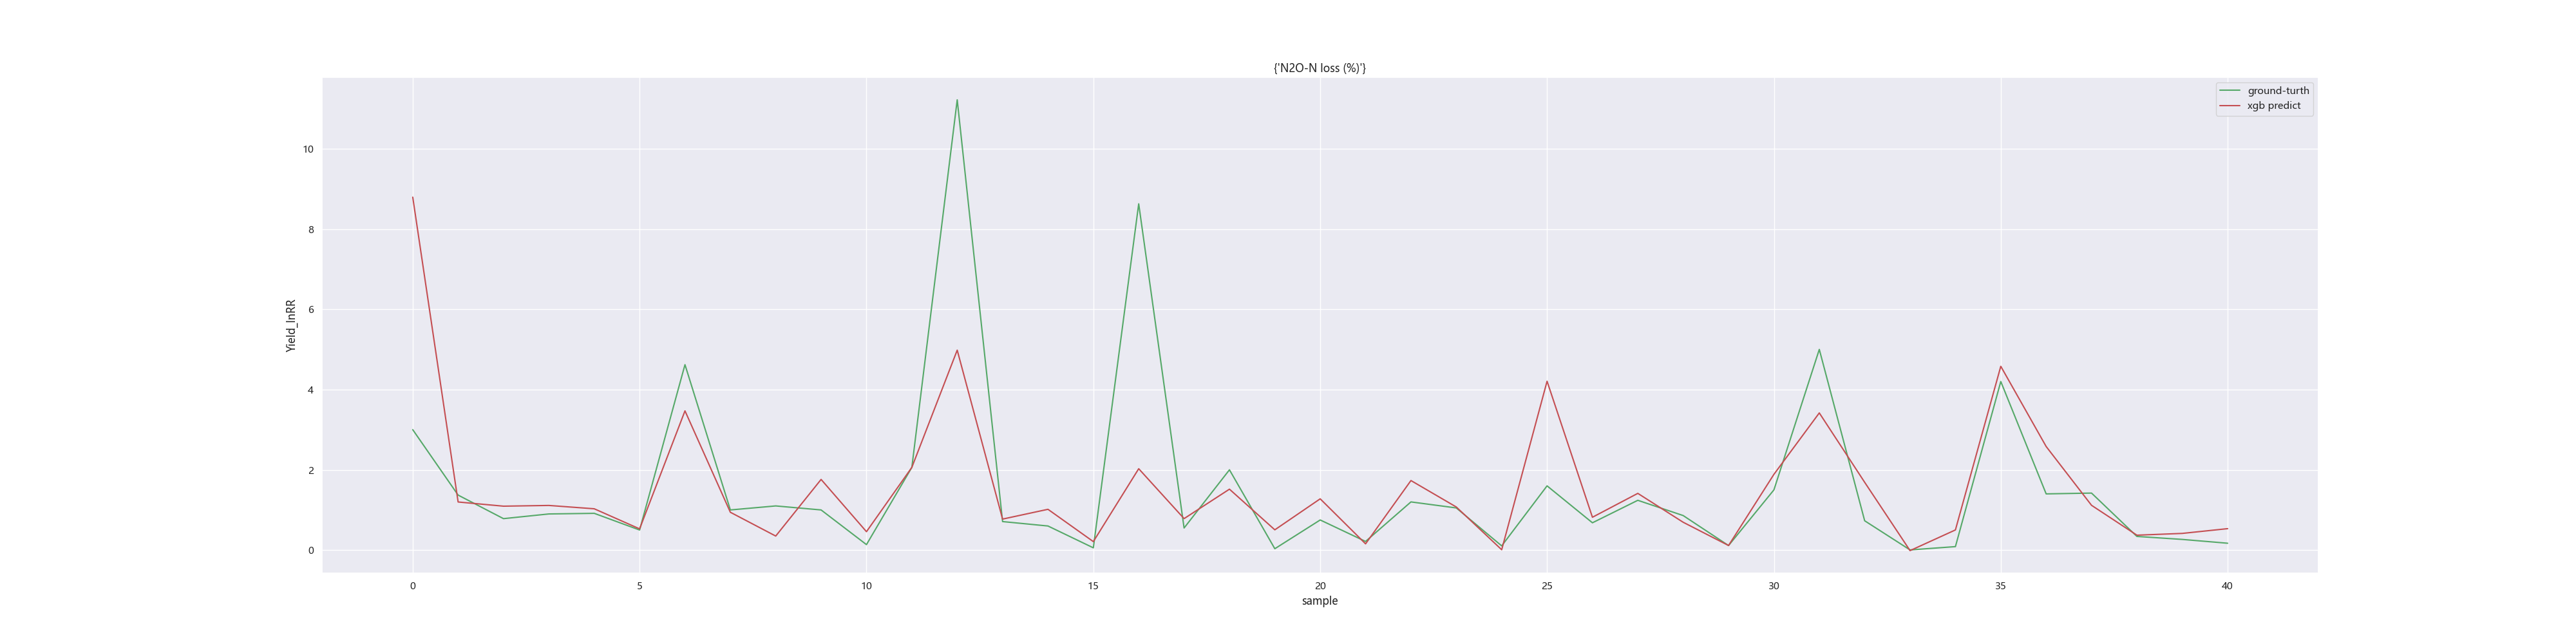 {'N2O-N loss (%)'}
ground-turth
xgb predict
Yield_lnRR
10
8
6
4
2
0
0 5 10 15 20 25 30 35 40
sample